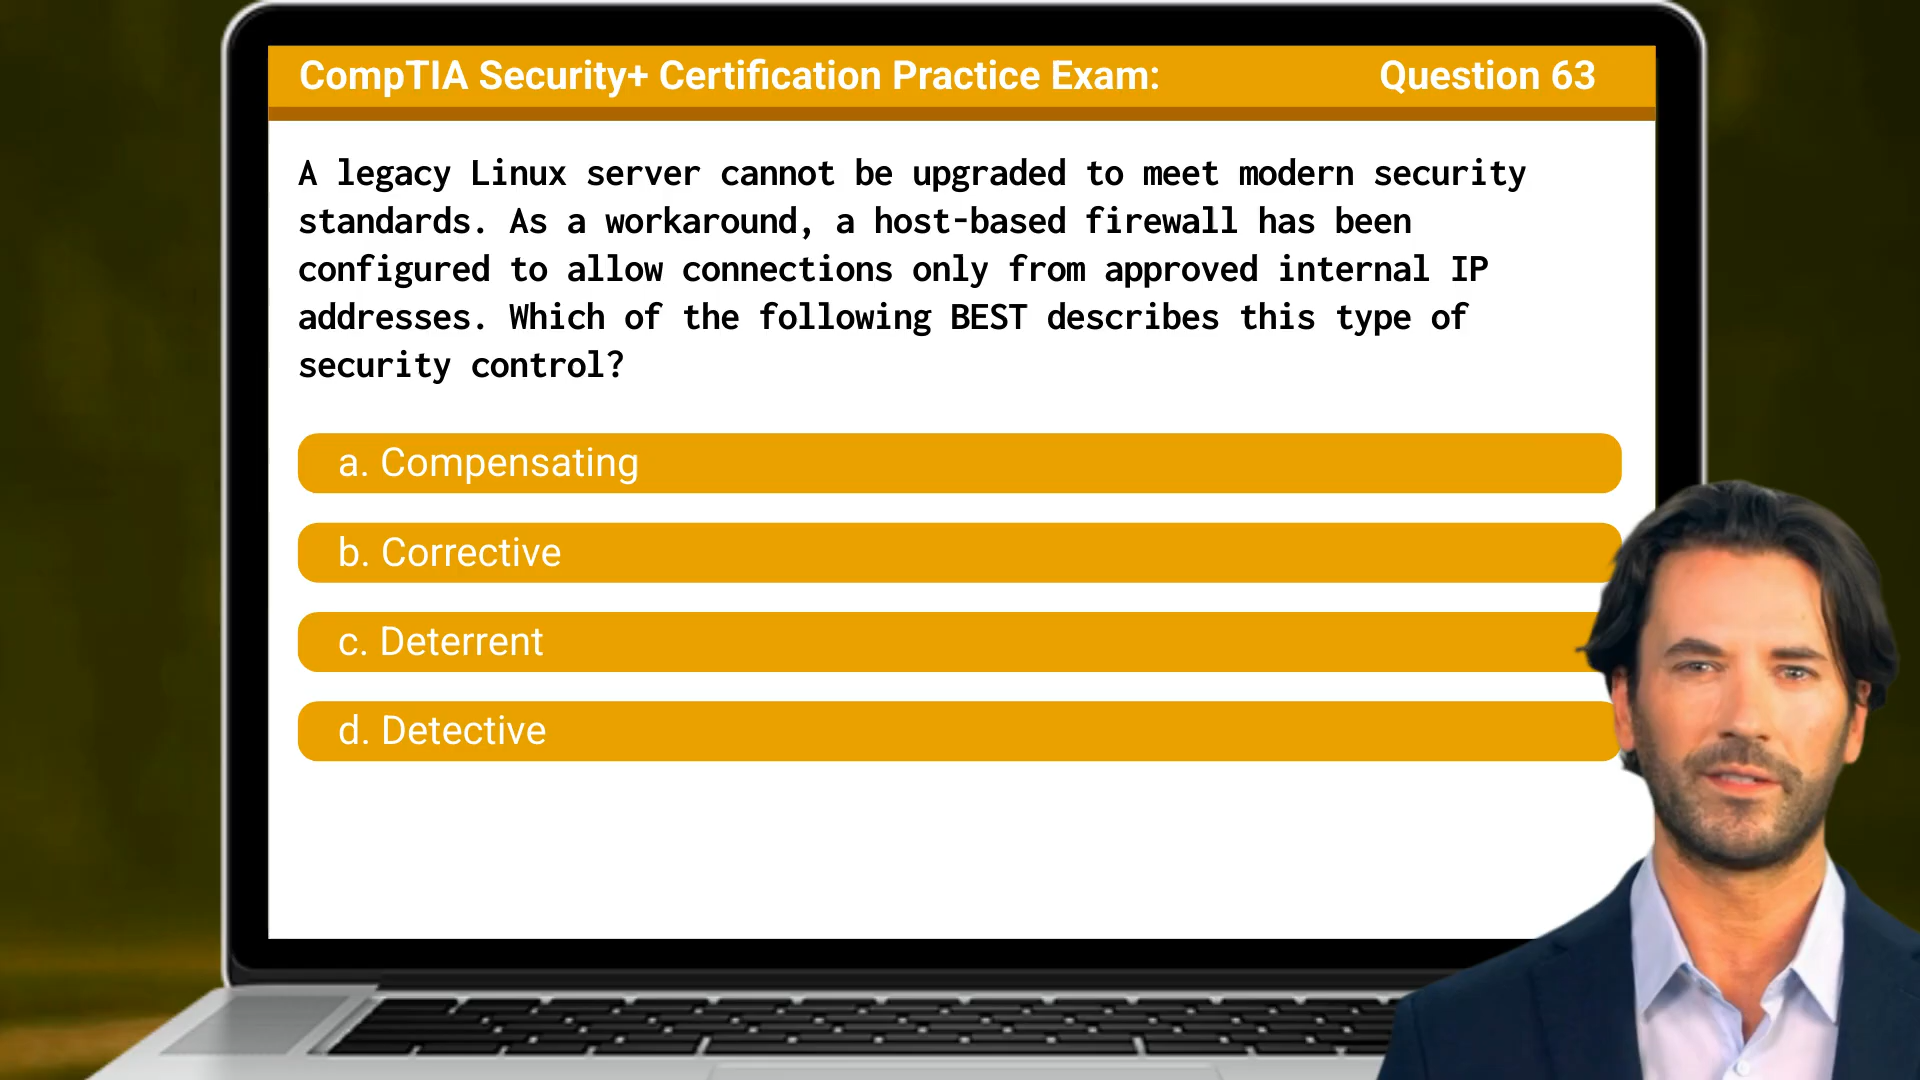 CompTIA Security+ Certification Practice Exam: Question 63
A legacy Linux server cannot be upgraded to meet modern security
standards. As a workaround, a host-based firewall has been
configured to allow connections only from approved internal IP
addresses. Which of the following BEST describes this type of
security control?
a. Compensating
b. Corrective
c. Deterrent
d. Detective